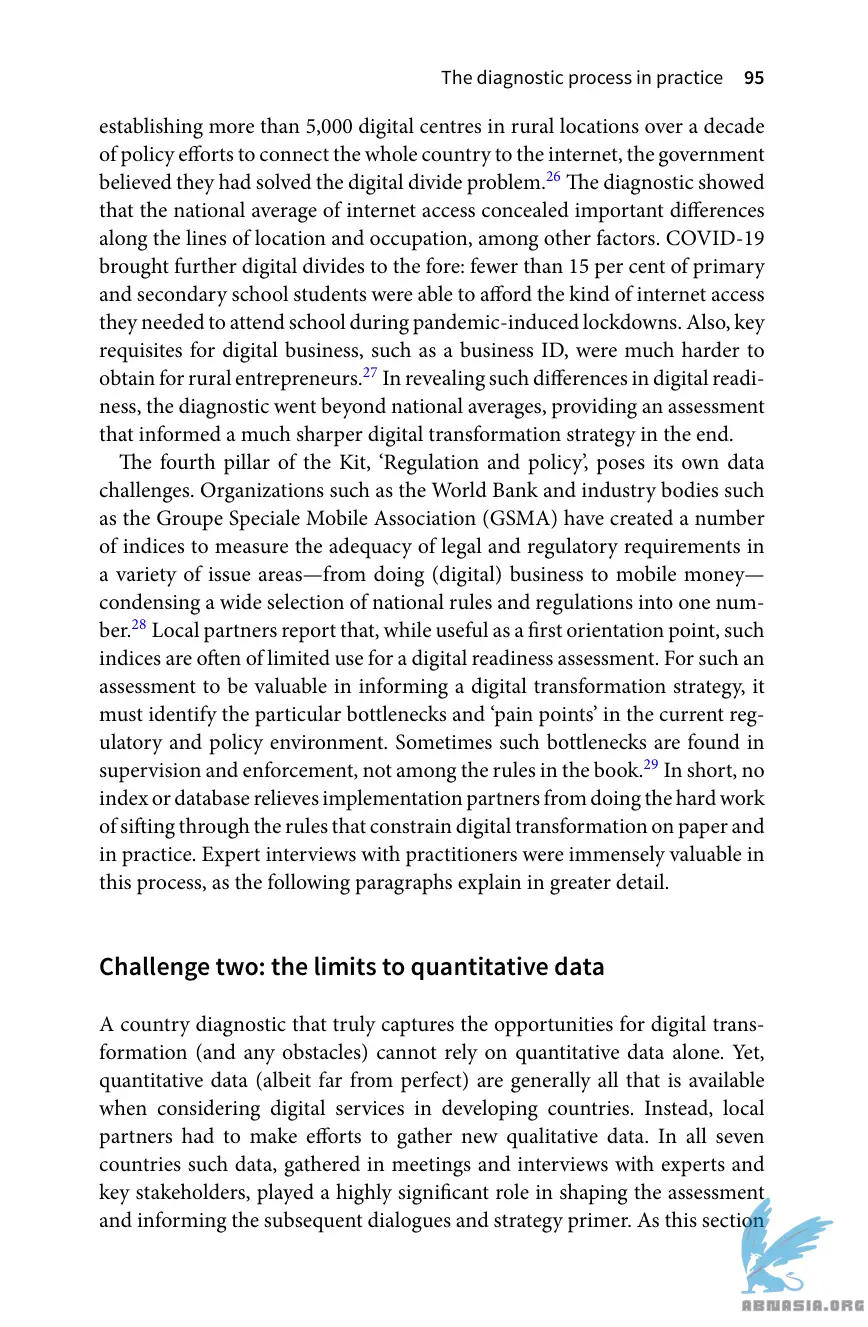 The diagnostic process in practice 95
establishing more than 5,000 digital centres in rural locations over a decade
of policy efforts to connect the whole country to the internet, the government
believed they had solved the digital divide problem.26 The diagnostic showed
that the national average of internet access concealed important differences
along the lines of location and occupation, among other factors. COVID-19
brought further digital divides to the fore: fewer than 15 per cent of primary
and secondary school students were able to afford the kind of internet access
they needed to attend school during pandemic-induced lockdowns. Also, key
requisites for digital business, such as a business ID, were much harder to
obtain for rural entrepreneurs.27 In revealing such differences in digital readi-
ness, the diagnostic went beyond national averages, providing an assessment
that informed a much sharper digital transformation strategy in the end.
The fourth pillar of the Kit, ‘Regulation and policy’, poses its own data
challenges. Organizations such as the World Bank and industry bodies such
as the Groupe Speciale Mobile Association (GSMA) have created a number
of indices to measure the adequacy of legal and regulatory requirements in
a variety of issue areas—from doing (digital) business to mobile money—
condensing a wide selection of national rules and regulations into one num-
ber.28 Local partners report that, while useful as a first orientation point, such
indices are often of limited use for a digital readiness assessment. For such an
assessment to be valuable in informing a digital transformation strategy, it
must identify the particular bottlenecks and ‘pain points’ in the current reg-
ulatory and policy environment. Sometimes such bottlenecks are found in
supervision and enforcement, not among the rules in the book.29 In short, no
index or database relieves implementation partners from doing the hard work
of sifting through the rules that constrain digital transformation on paper and
in practice. Expert interviews with practitioners were immensely valuable in
this process, as the following paragraphs explain in greater detail.
Challenge two: the limits to quantitative data
A country diagnostic that truly captures the opportunities for digital trans-
formation (and any obstacles) cannot rely on quantitative data alone. Yet,
quantitative data (albeit far from perfect) are generally all that is available
when considering digital services in developing countries. Instead, local
partners had to make efforts to gather new qualitative data. In all seven
countries such data, gathered in meetings and interviews with experts and
key stakeholders, played a highly significant role in shaping the assessment
and informing the subsequent dialogues and strategy primer. As this section
ABNASIA.ORG